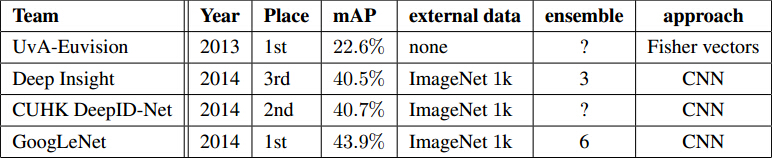 Team Year Place mAP external data ensemble approach
UvA-Euvision 2013 1st 22.6% none ? Fisher vectors
Deep Insight 2014 3rd 40.5% ImageNet 1k 3 CNN
CUHK DeepID-Net 2014 2nd 40.7% ImageNet 1k ? CNN
GoogLeNet 2014 1st 43.9% ImageNet 1k 6 CNN